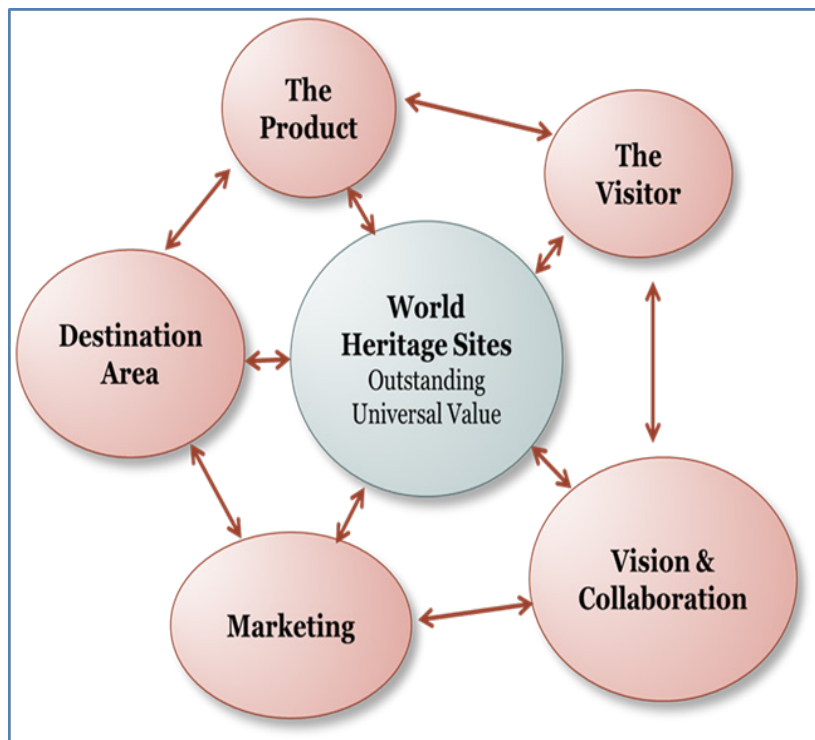 The
Product
The
Visitor
World
Heritage Sites
Outstanding
Universal Value
Destination
Area
Vision &
Collaboration
Marketing